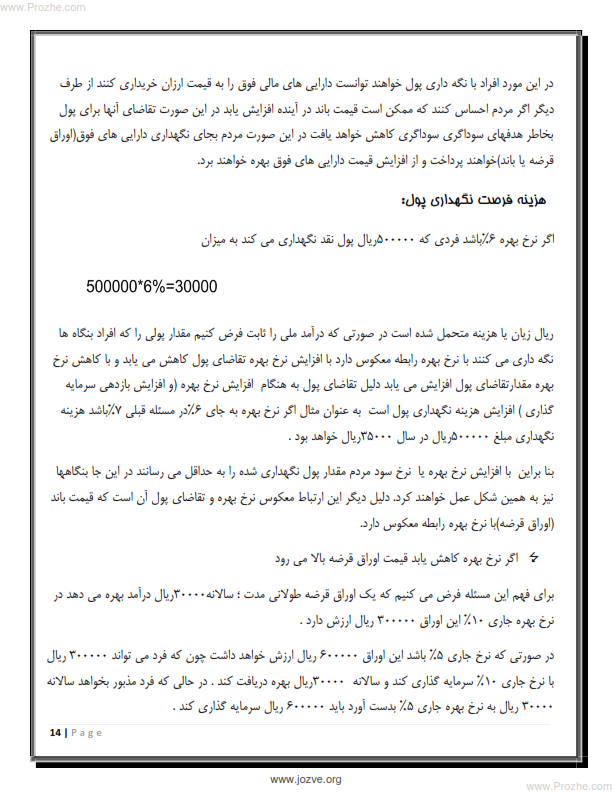 www.Prozhe.com
در این مورد افراد با نگه داری پول خواهند توانست دارایی های مالی فوق را به قیمت ارزان خریداری کنند از طرف
دیگر اگر مردم احساس کنند که ممکن است قیمت باند در آینده افزایش یابد در این صورت تقاضای آنها برای پول
بخاطر هدفهای سوداگری سوداگری کاهش خواهد یافت در این صورت مردم بجای نگهداری دارایی های فوق(اوراق
قرضه یا باند)خواهند پرداخت و از افزایش قیمت دارایی های فوق بهره خواهند برد.
هزینه فرصت نگهداری پول:
اگر نرخ بهره ۶٪باشد فردی که ۵۰۰۰۰۰ریال پول نقد نگهداری می کند به میزان
500000*6%=30000
ریال زیان یا هزینه متحمل شده است در صورتی که درآمد ملی را ثابت فرض کنیم مقدار پولی را که افراد بنگاه ها
نگه داری می کنند با نرخ بهره رابطه معکوس دارد با افزایش نرخ بهره تقاضای پول کاهش می یابد و با کاهش نرخ
بهره مقدارتقاضای پول افزایش می یابد دلیل تقاضای پول به هنگام  افزایش نرخ بهره (و افزایش بازدهی سرمایه
گذاری ) افزایش هزینه نگهداری پول است  به عنوان مثال اگر نرخ بهره به جای ۶٪در مسئله قبلی ۷٪باشد هزینه
نگهداری مبلغ ۵۰۰۰۰۰ریال در سال ۳۵۰۰۰ریال خواهد بود .
بنا براین  با افزایش نرخ بهره یا  نرخ سود مردم مقدار پول نگهداری شده را به حداقل می رسانند در این جا بنگاهها
نیز به همین شکل عمل خواهند کرد. دلیل دیگر این ارتباط معکوس نرخ بهره و تقاضای پول آن است که قیمت باند
(اوراق قرضه)با نرخ بهره رابطه معکوس دارد.
اگر نرخ بهره کاهش یابد قیمت اوراق قرضه بالا می رود
برای فهم این مسئله فرض می کنیم که یک اوراق قرضه طولانی مدت ؛ سالانه۳۰۰۰۰ریال درآمد بهره می دهد در
نرخ بهره جاری ۱۰٪ این اوراق ۳۰۰۰۰۰ ریال ارزش دارد .
در صورتی که نرخ جاری ۵٪ باشد این اوراق ۶۰۰۰۰۰ ریال ارزش خواهد داشت چون که فرد می تواند ۳۰۰۰۰۰ ریال
با نرخ جاری ۱۰٪ سرمایه گذاری کند و سالانه  ۳۰۰۰۰ریال بهره دریافت کند . در حالی که فرد مذبور بخواهد سالانه
۳۰۰۰۰ ریال به نرخ بهره جاری ۵٪ بدست آورد باید ۶۰۰۰۰۰ ریال سرمایه گذاری کند .
14 | Page
www.jozve.org
www.Prozhe.com